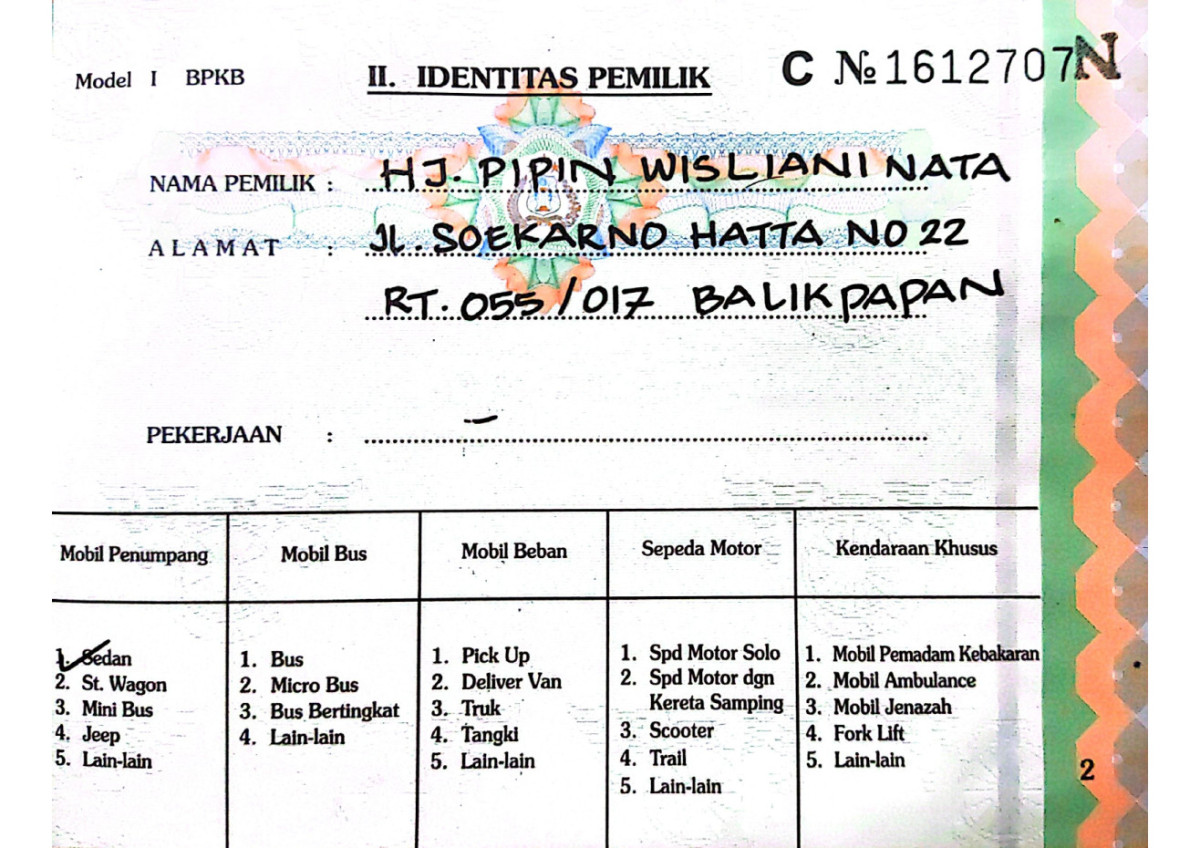 Model I BPKB
II. IDENTITAS PEMILIK
C № 1612707 N
NAMA PEMILIK : HJ. PIPIN WISLIANI NATA
ALAMAT : JL. SOEKARNO HATTA NO 22
RT. 055/017 BALIKPAPAN
PEKERJAAN : –
Mobil Penumpang
1. Sedan
2. St. Wagon
3. Mini Bus
4. Jeep
5. Lain-lain
Mobil Bus
1. Bus
2. Micro Bus
3. Bus Bertingkat
4. Lain-lain
Mobil Beban
1. Pick Up
2. Deliver Van
3. Truk
4. Tangki
5. Lain-lain
Sepeda Motor
1. Spd Motor Solo
2. Spd Motor dgn
Kereta Samping
3. Scooter
4. Trail
5. Lain-lain
Kendaraan Khusus
1. Mobil Pemadam Kebakaran
2. Mobil Ambulance
3. Mobil Jenazah
4. Fork Lift
5. Lain-lain
2